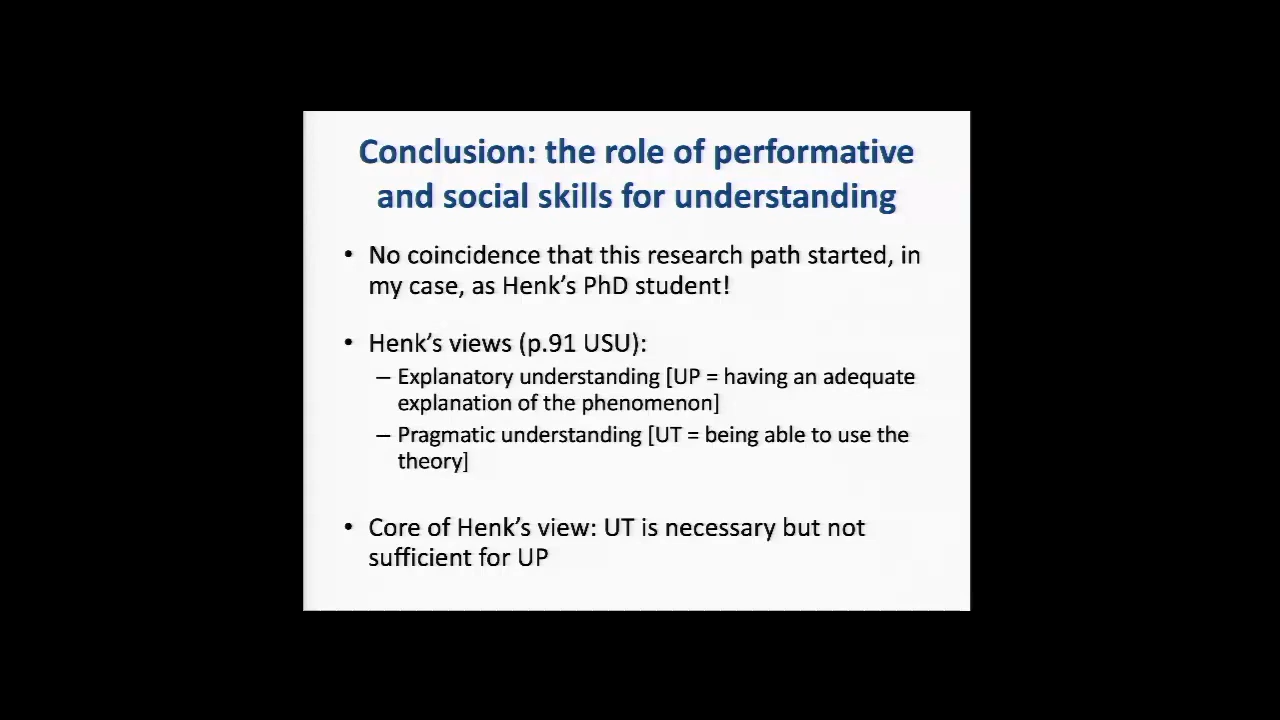 Conclusion: the role of performative
and social skills for understanding
• No coincidence that this research path started, in
my case, as Henk's PhD student!
• Henk's views (p.91 USU):
– Explanatory understanding [UP = having an adequate
explanation of the phenomenon]
– Pragmatic understanding [UT = being able to use the
theory]
• Core of Henk's view: UT is necessary but not
sufficient for UP